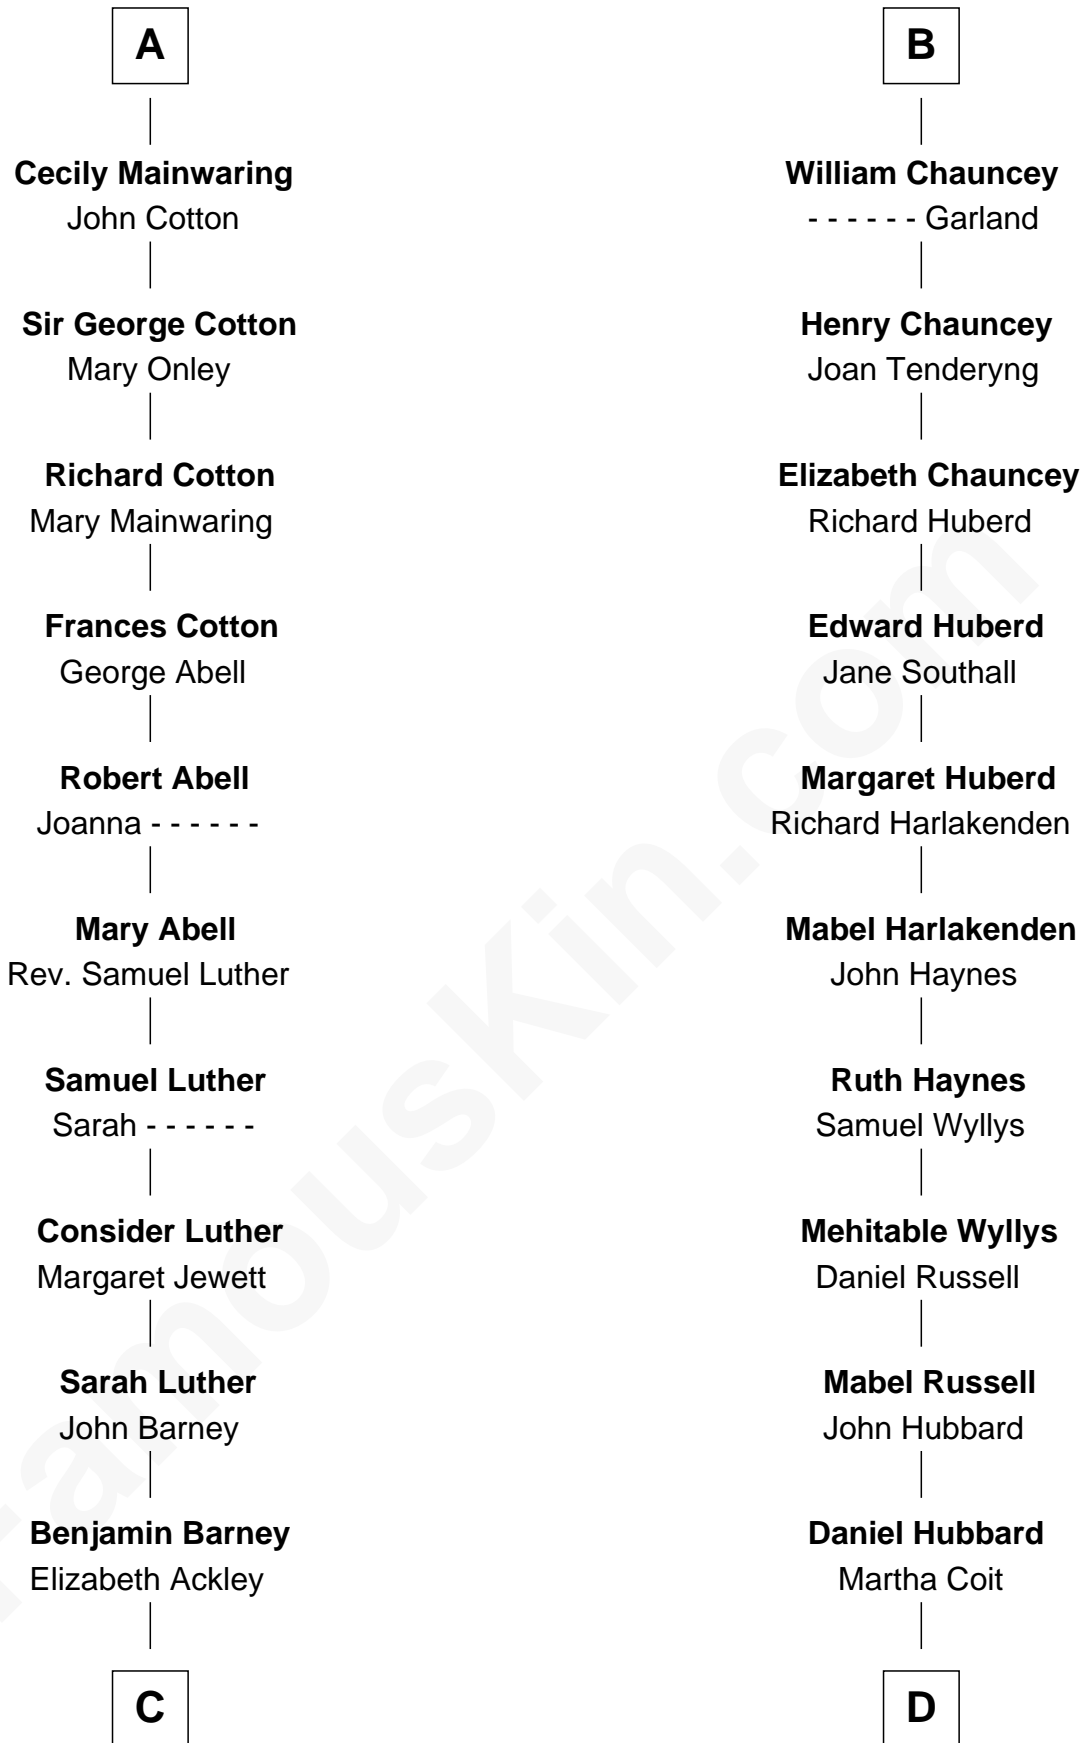 A
Cecily Mainwaring
John Cotton
Sir George Cotton
Mary Onley
Richard Cotton
Mary Mainwaring
Frances Cotton
George Abell
Robert Abell
Joanna - - - - - -
Mary Abell
Rev. Samuel Luther
Samuel Luther
Sarah - - - - - -
Consider Luther
Margaret Jewett
Sarah Luther
John Barney
Benjamin Barney
Elizabeth Ackley
C
B
William Chauncey
- - - - - - Garland
Henry Chauncey
Joan Tenderyng
Elizabeth Chauncey
Richard Huberd
Edward Huberd
Jane Southall
Margaret Huberd
Richard Harlakenden
Mabel Harlakenden
John Haynes
Ruth Haynes
Samuel Wyllys
Mehitable Wyllys
Daniel Russell
Mabel Russell
John Hubbard
Daniel Hubbard
Martha Coit
D
FamousKin.com